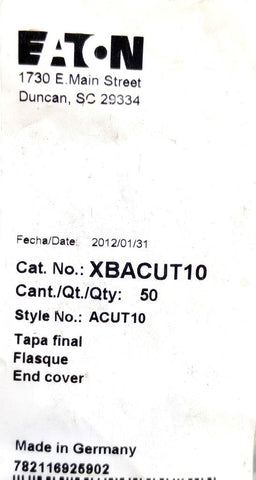 EATON
1730 E.Main Street
Duncan, SC 29334
Fecha/Date: 2012/01/31
Cat. No.: XBACUT10
Cant./Qt./Qty: 50
Style No.: ACUT10
Tapa final
Flasque
End cover
Made in Germany
782116925902